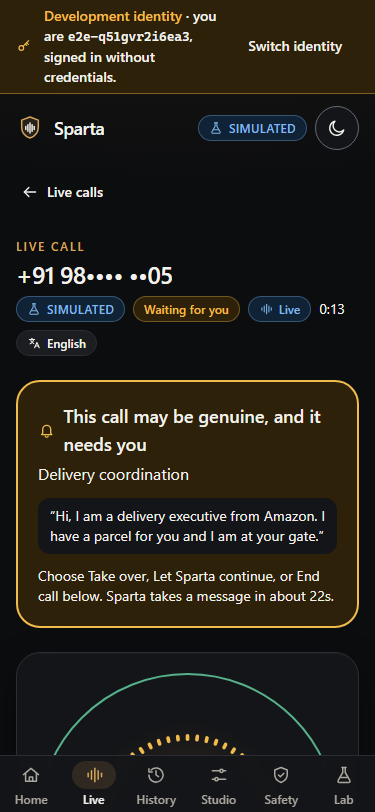 Development identity · you
are e2e-q51gvr2i6ea3,
signed in without
credentials.
Switch identity
Sparta
SIMULATED
Live calls
LIVE CALL
+91 98•••• ••05
SIMULATED
Waiting for you
Live
0:13
English
This call may be genuine, and it
needs you
Delivery coordination
“Hi, I am a delivery executive from Amazon. I
have a parcel for you and I am at your gate.”
Choose Take over, Let Sparta continue, or End
call below. Sparta takes a message in about 22s.
Home
Live
History
Studio
Safety
Lab